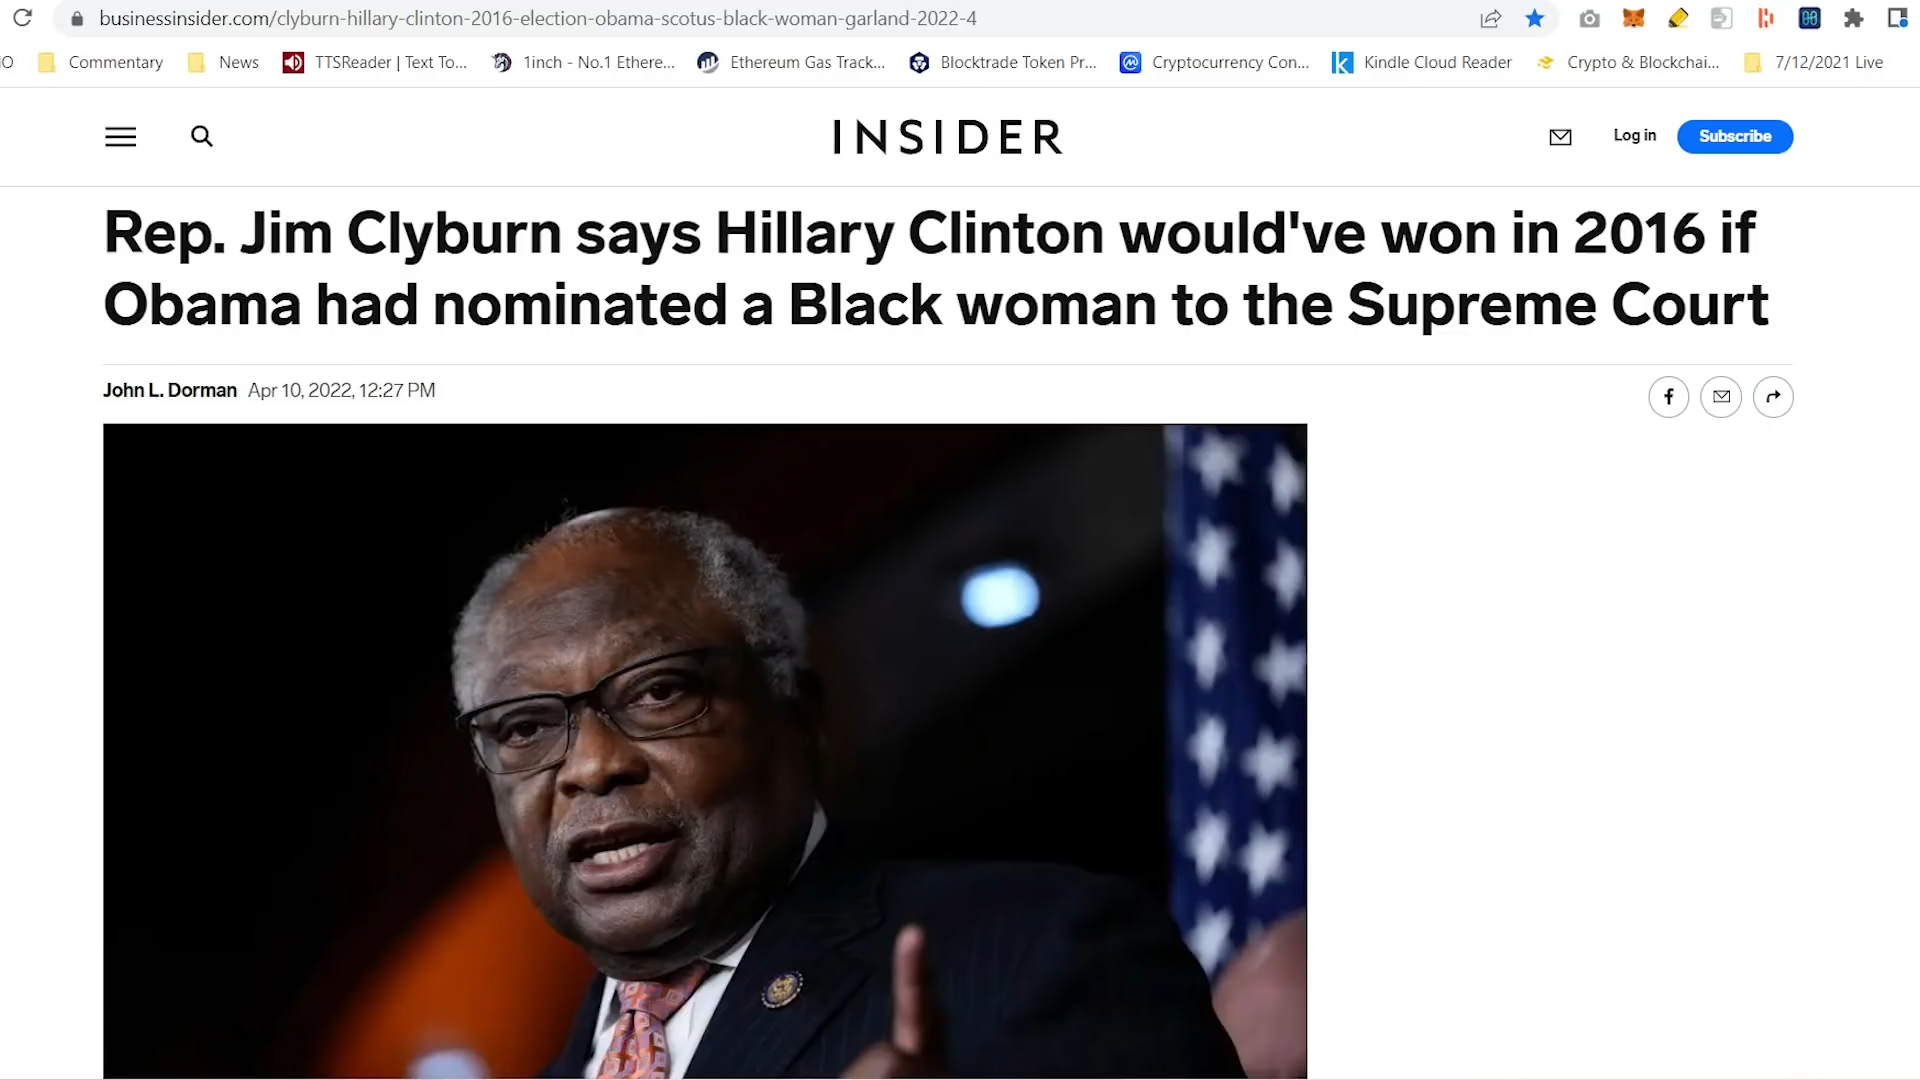 businessinsider.com/clyburn-hillary-clinton-2016-election-obama-scotus-black-woman-garland-2022-4
IO Commentary News TTSReader | Text To... 1inch - No.1 Ethere... Ethereum Gas Track... Blocktrade Token Pr... Cryptocurrency Con... Kindle Cloud Reader Crypto & Blockchai... 7/12/2021 Live
INSIDER
Log in Subscribe
Rep. Jim Clyburn says Hillary Clinton would've won in 2016 if
Obama had nominated a Black woman to the Supreme Court
John L. Dorman Apr 10, 2022, 12:27 PM